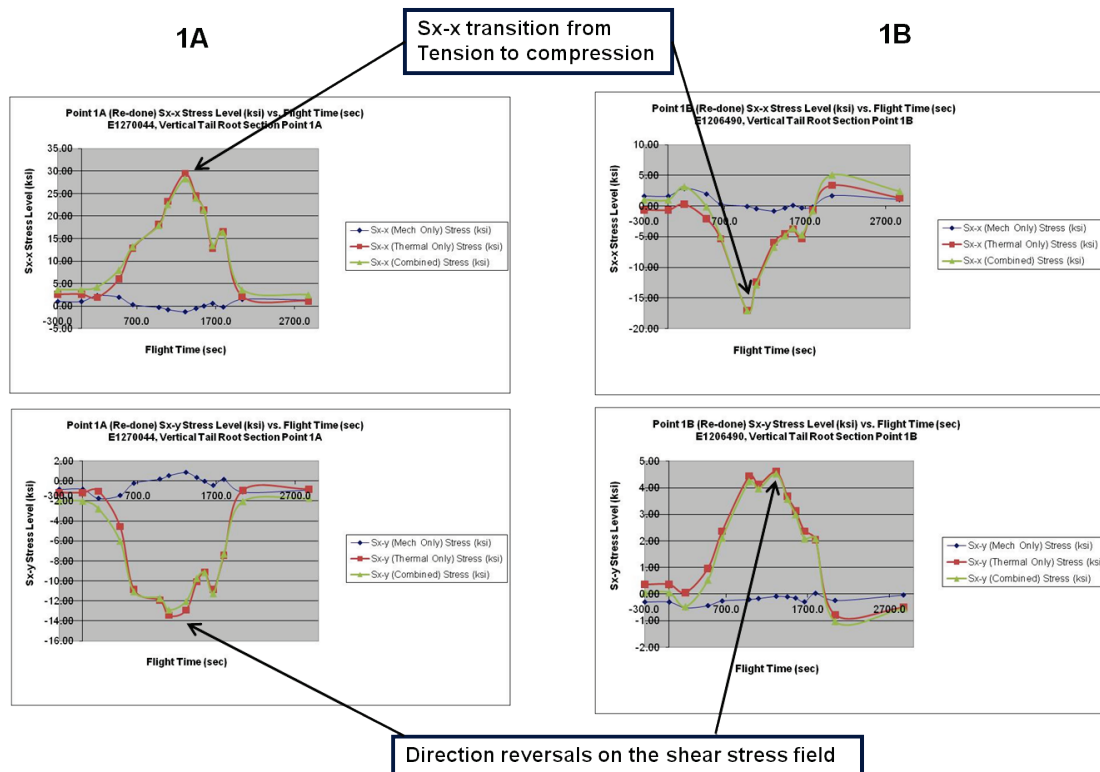 1A
Sx-x transition from
Tension to compression
1B
Point 1A (Re-done) Sx-x Stress Level (ksi) vs. Flight Time (sec)
E1270044, Vertical Tail Root Section Point 1A
35.00
30.00
25.00
20.00
15.00
10.00
5.00
0.00
-5.00
-300.0 700.0 1700.0 2700.0
Sx-x Stress Level (ksi)
Flight Time (sec)
Sx-x (Mech Only) Stress (ksi)
Sx-x (Thermal Only) Stress (ksi)
Sx-x (Combined) Stress (ksi)
Point 1B (Re-done) Sx-x Stress Level (ksi) vs. Flight Time (sec)
E1206490, Vertical Tail Root Section Point 1B
10.00
5.00
0.00
-5.00
-10.00
-15.00
-20.00
-300.0 700.0 1700.0 2700.0
Sx-x Stress Level (ksi)
Flight Time (sec)
Sx-x (Mech Only) Stress (ksi)
Sx-x (Thermal Only) Stress (ksi)
Sx-x (Combined) Stress (ksi)
Point 1A (Re-done) Sx-y Stress Level (ksi) vs. Flight Time (sec)
E1270044, Vertical Tail Root Section Point 1A
2.00
0.00
-2.00
-4.00
-6.00
-8.00
-10.00
-12.00
-14.00
-16.00
-300.0 700.0 1700.0 2700.0
Sx-y Stress Level (ksi)
Flight Time (sec)
Sx-y (Mech Only) Stress (ksi)
Sx-y (Thermal Only) Stress (ksi)
Sx-y (Combined) Stress (ksi)
Point 1B (Re-done) Sx-y Stress Level (ksi) vs. Flight Time (sec)
E1206490, Vertical Tail Root Section Point 1B
5.00
4.00
3.00
2.00
1.00
0.00
-1.00
-2.00
-300.0 700.0 1700.0 2700.0
Sx-y Stress Level (ksi)
Flight Time (sec)
Sx-y (Mech Only) Stress (ksi)
Sx-y (Thermal Only) Stress (ksi)
Sx-y (Combined) Stress (ksi)
Direction reversals on the shear stress field